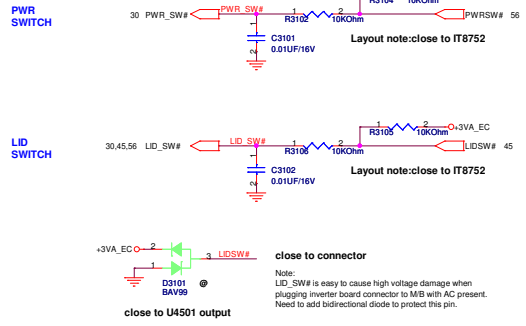 R3104 10KOhm
PWR
SWITCH
30 PWR_SW# PWR_SW# 1 2 PWRSW# 56
R3102 10KOhm
C3101
0.01UF/16V
Layout note:close to IT8752
1 2 +3VA_EC
R3105 10KOhm
LID
SWITCH
30,45,56 LID_SW# LID_SW# 1 2 LIDSW# 45
R3106 10KOhm
C3102
0.01UF/16V
Layout note:close to IT8752
+3VA_EC 2
3 LIDSW#
1
D3101 @
BAV99
close to U4501 output
close to connector
Note:
LID_SW# is easy to cause high voltage damage when
plugging inverter board connector to M/B with AC present.
Need to add bidirectional diode to protect this pin.